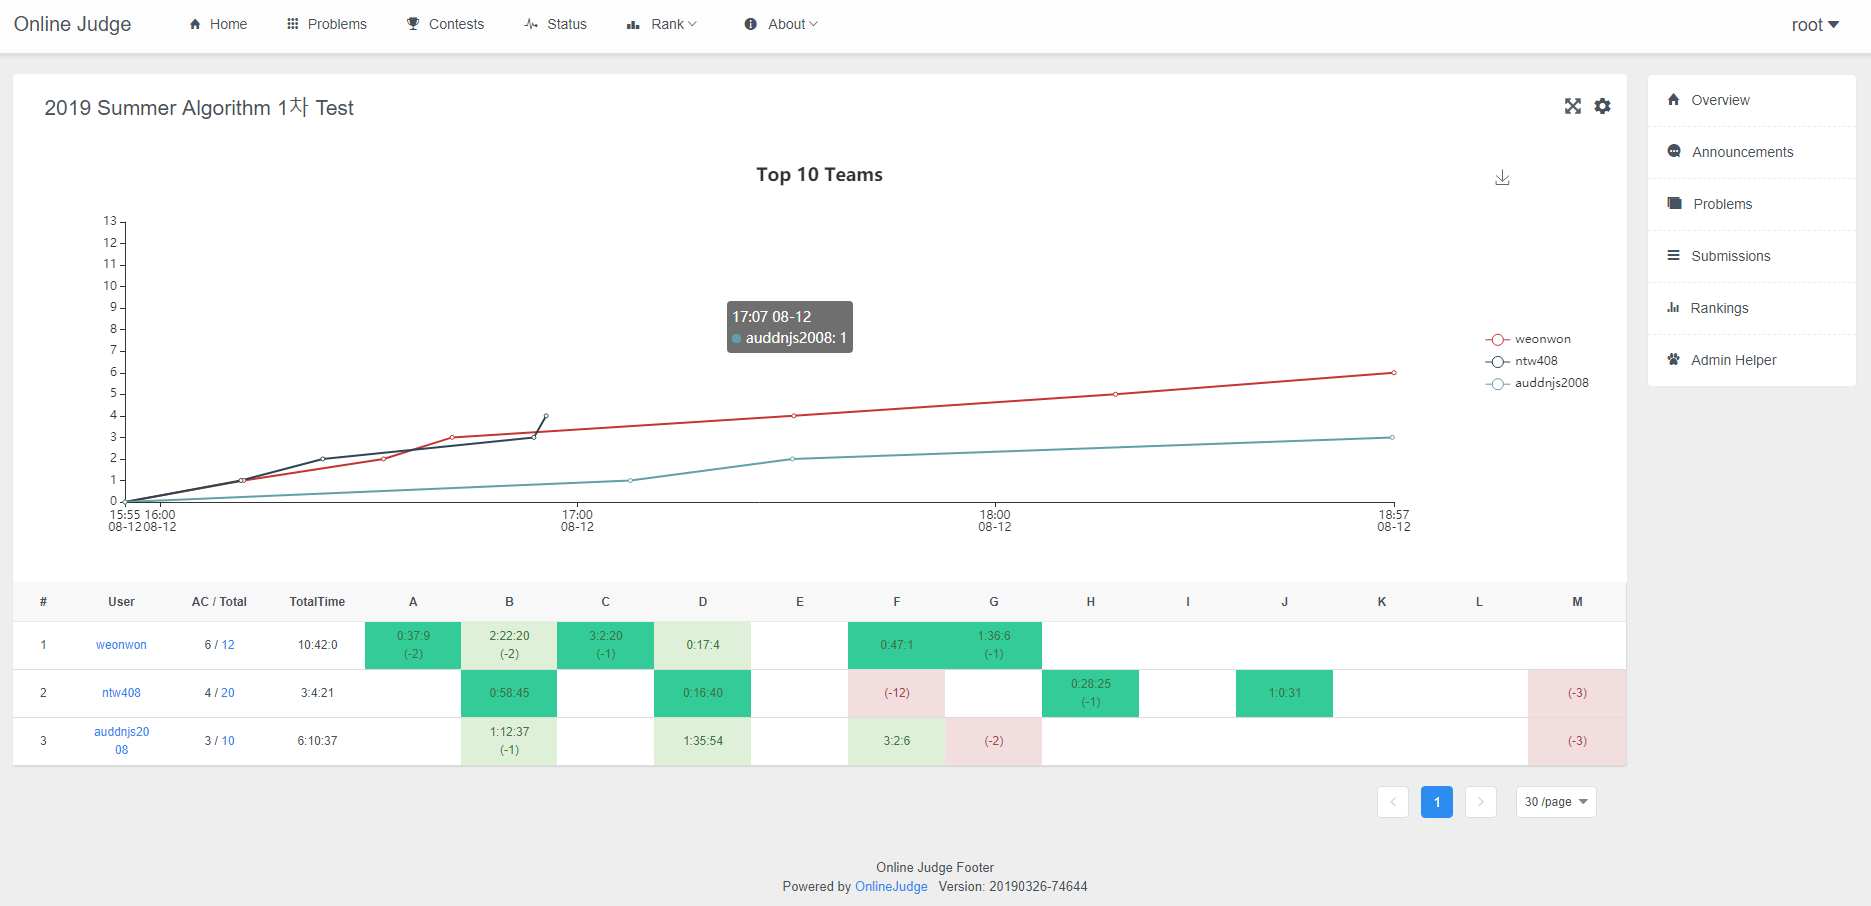 Online Judge
Home
Problems
Contests
Status
Rank
About
root
2019 Summer Algorithm 1차 Test
Top 10 Teams
13
12
11
10
9
8
7
6
5
4
3
2
1
0
15:55 16:00 17:00 18:00 18:57
08-12 08-12 08-12 08-12 08-12
17:07 08-12
auddnjs2008: 1
weonwon
ntw408
auddnjs2008
# User AC / Total TotalTime A B C D E F G H I J K L M
1 weonwon 6 / 12 10:42:0 0:37:9 (-2) 2:22:20 (-2) 3:2:20 (-1) 0:17:4 0:47:1 1:36:6 (-1)
2 ntw408 4 / 20 3:4:21 0:58:45 0:16:40 (-12) 0:28:25 (-1) 1:0:31 (-3)
3 auddnjs2008 3 / 10 6:10:37 1:12:37 (-1) 1:35:54 3:2:6 (-2) (-3)
1
30 /page
Overview
Announcements
Problems
Submissions
Rankings
Admin Helper
Online Judge Footer
Powered by OnlineJudge Version: 20190326-74644